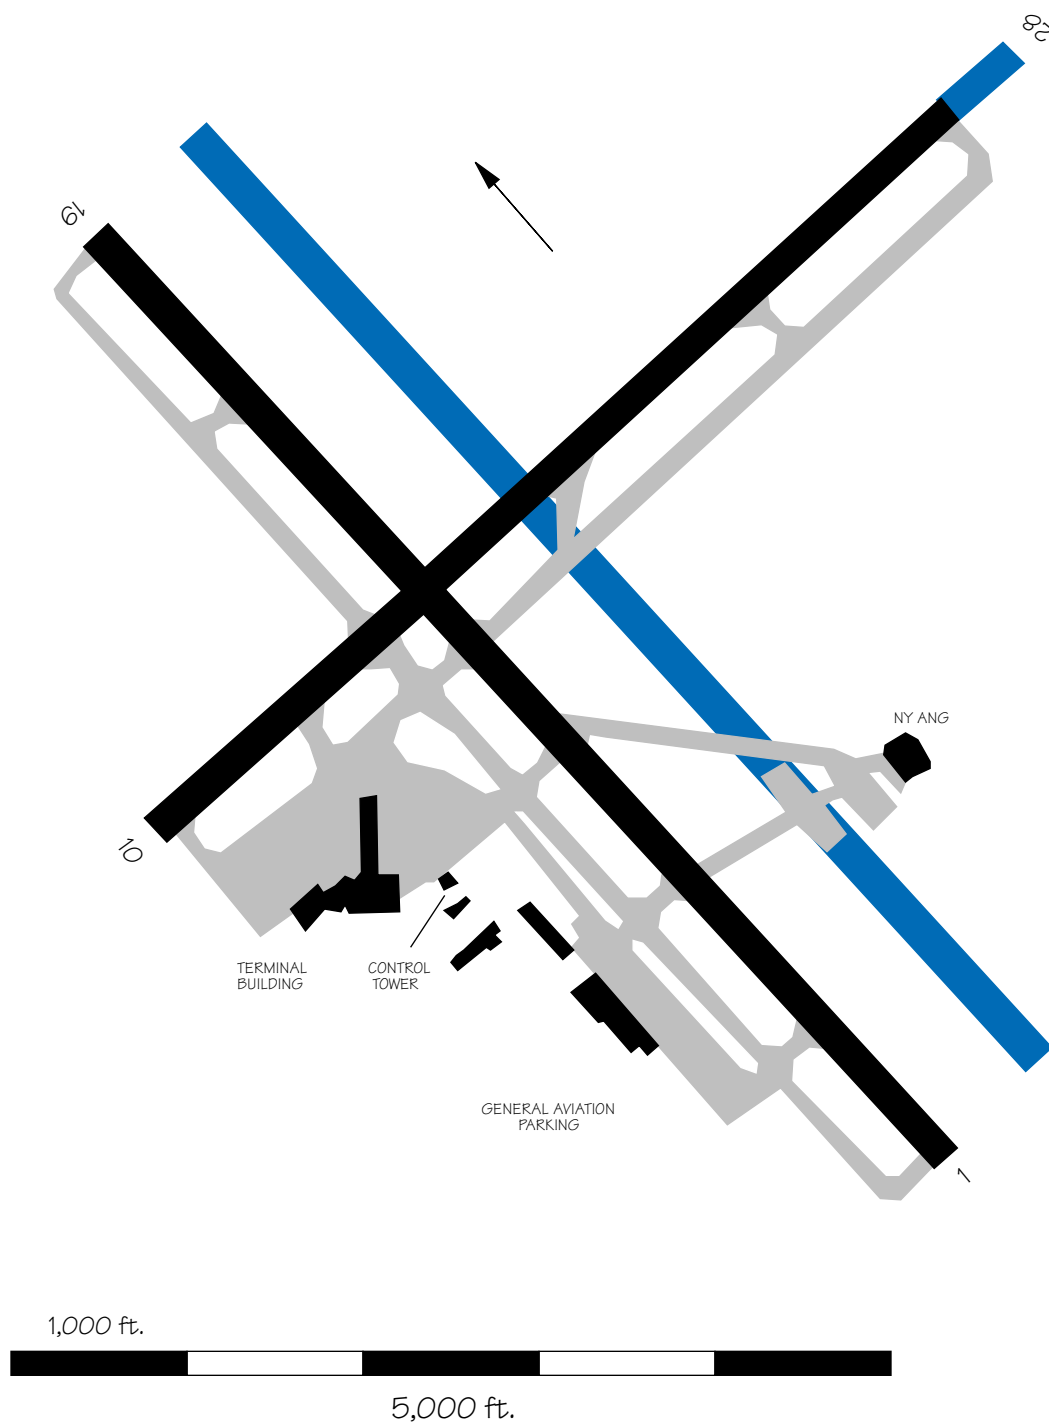 28
19
NY ANG
10
TERMINAL
BUILDING
CONTROL
TOWER
GENERAL AVIATION
PARKING
1
1,000 ft.
5,000 ft.